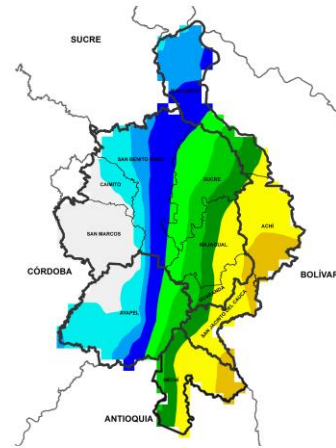 SUCRE
SAN BENITO ABAD
CAIMITO
SUCRE
SAN MARCOS
MAJAGUAL
ACHÍ
CÓRDOBA
BOLÍVAR
GUARANDA
AYAPEL
SAN JACINTO DEL CAUCA
NECHÍ
ANTIOQUIA